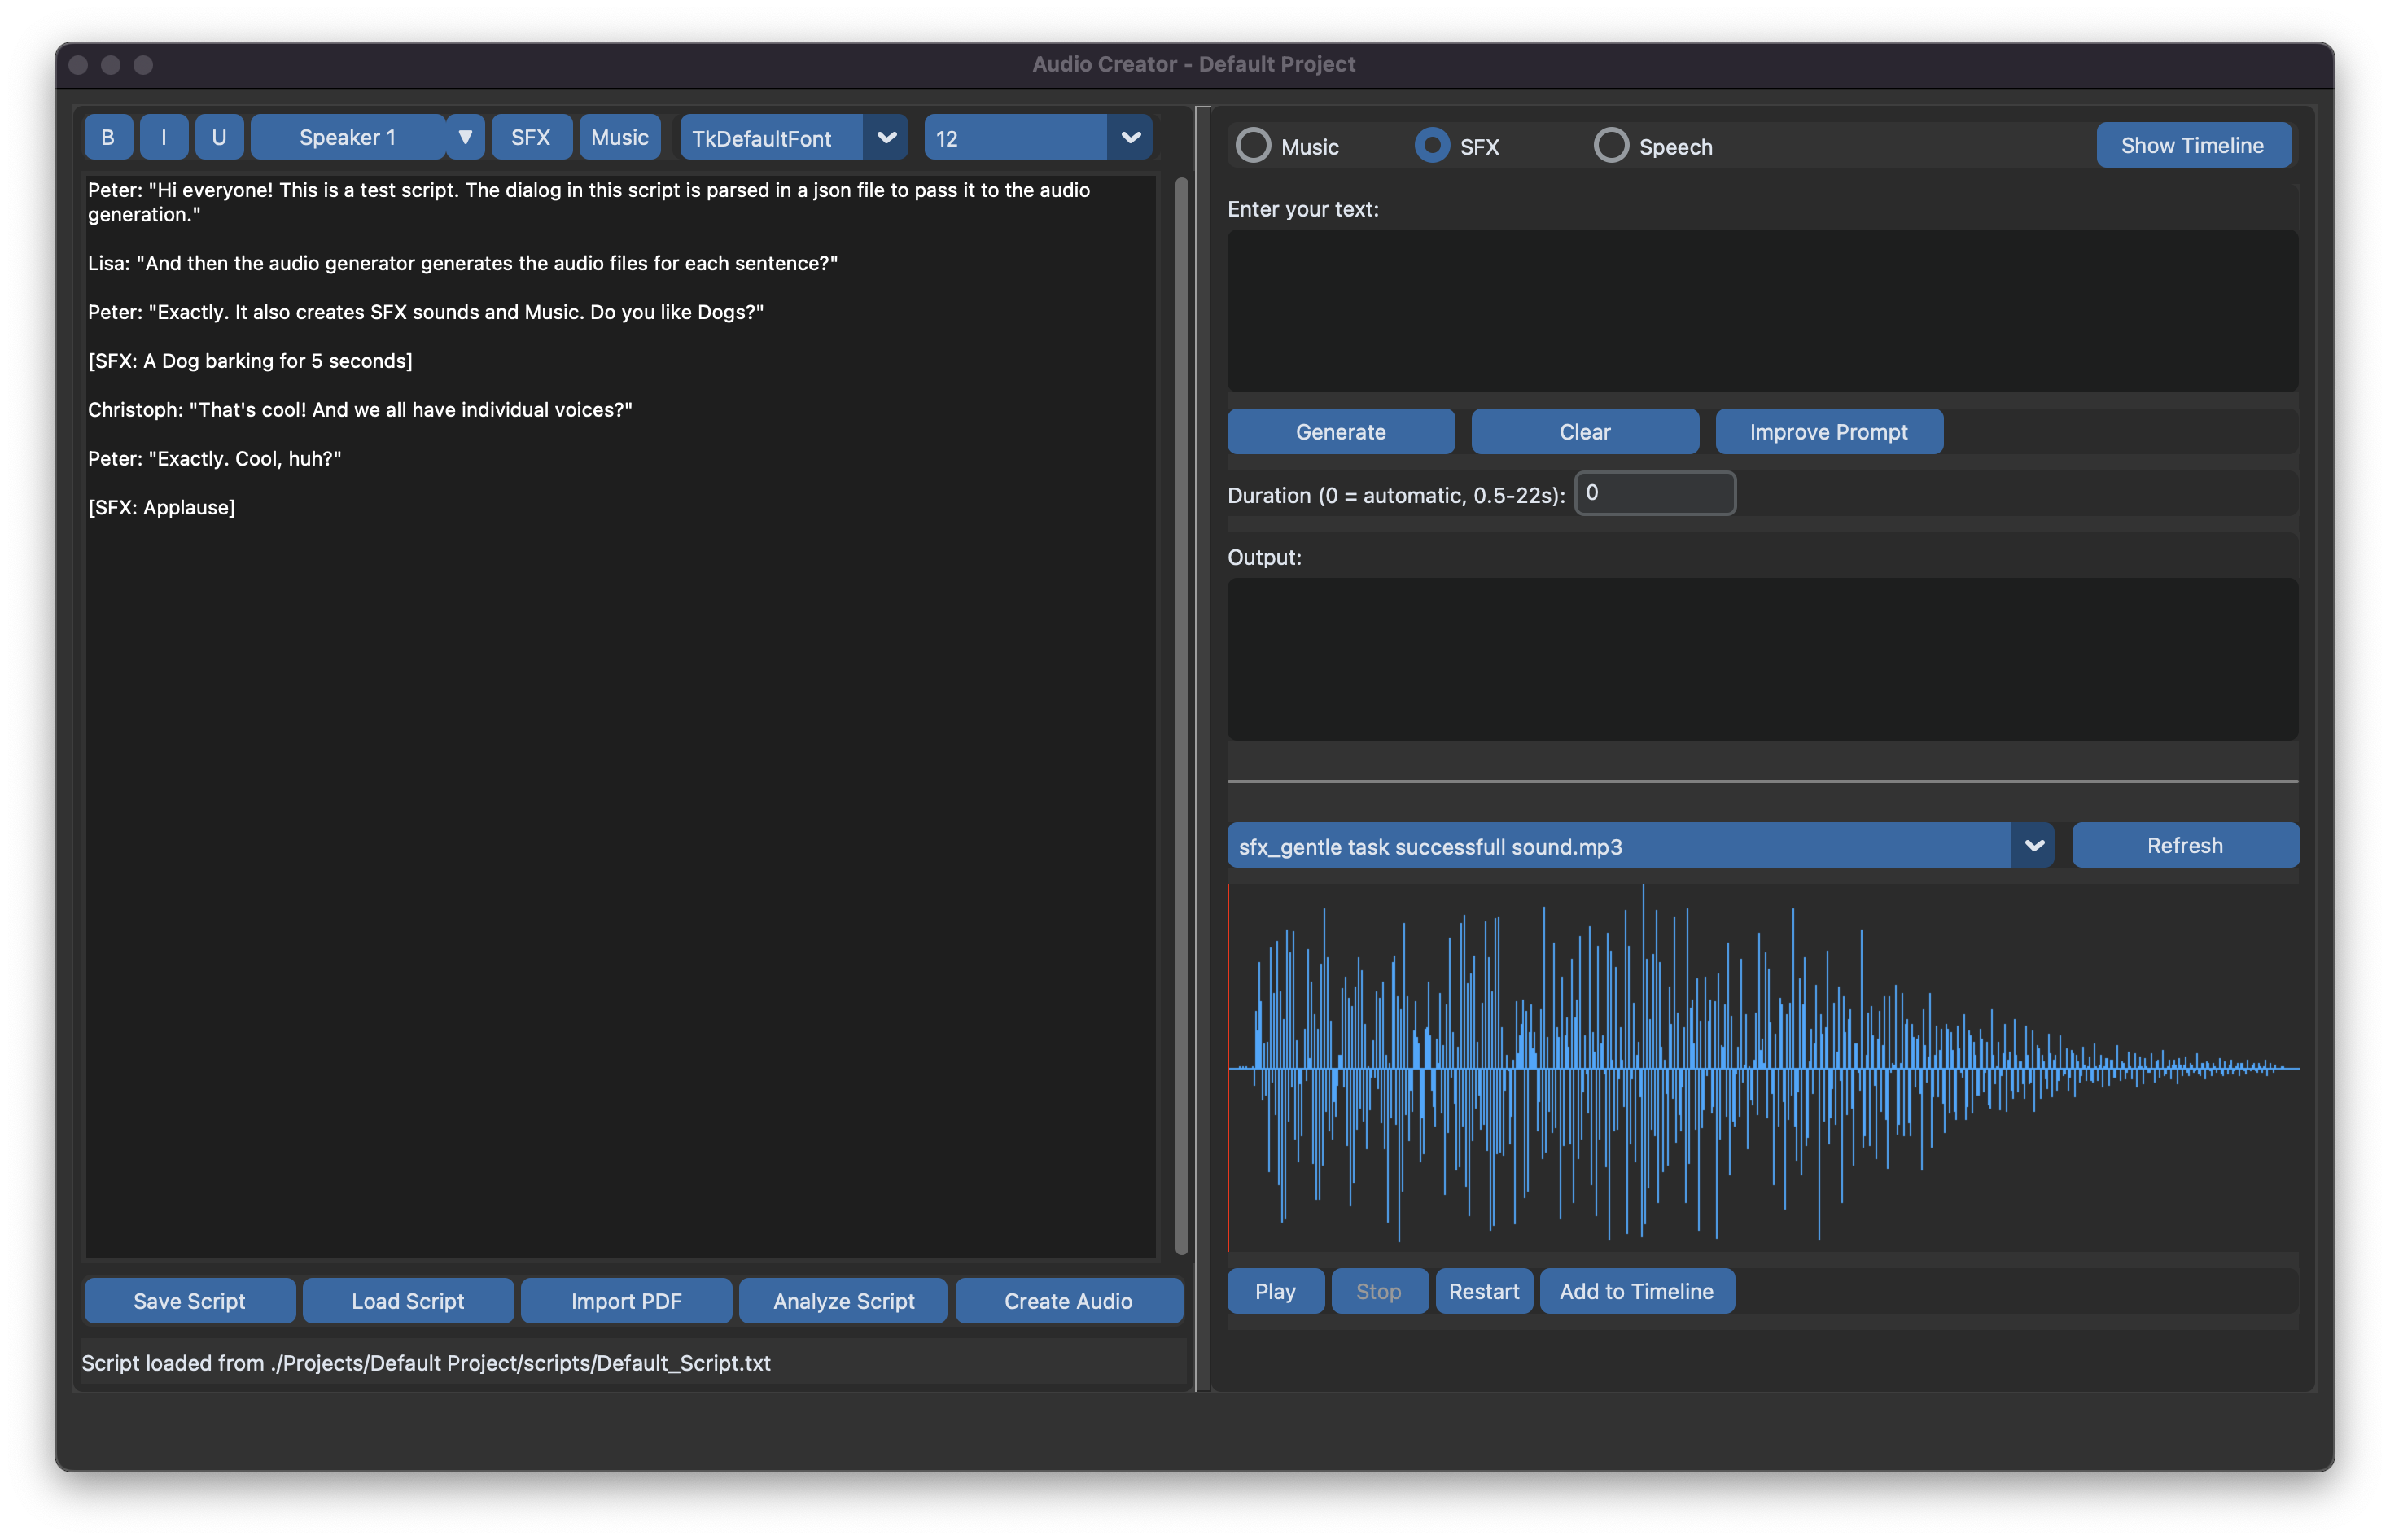 Audio Creator - Default Project
B I U Speaker 1 ▼ SFX Music TkDefaultFont 12
Peter: "Hi everyone! This is a test script. The dialog in this script is parsed in a json file to pass it to the audio
generation."
Lisa: "And then the audio generator generates the audio files for each sentence?"
Peter: "Exactly. It also creates SFX sounds and Music. Do you like Dogs?"
[SFX: A Dog barking for 5 seconds]
Christoph: "That's cool! And we all have individual voices?"
Peter: "Exactly. Cool, huh?"
[SFX: Applause]
Save Script Load Script Import PDF Analyze Script Create Audio
Script loaded from ./Projects/Default Project/scripts/Default_Script.txt
Music SFX Speech Show Timeline
Enter your text:
Generate Clear Improve Prompt
Duration (0 = automatic, 0.5-22s): 0
Output:
sfx_gentle task successfull sound.mp3 Refresh
Play Stop Restart Add to Timeline